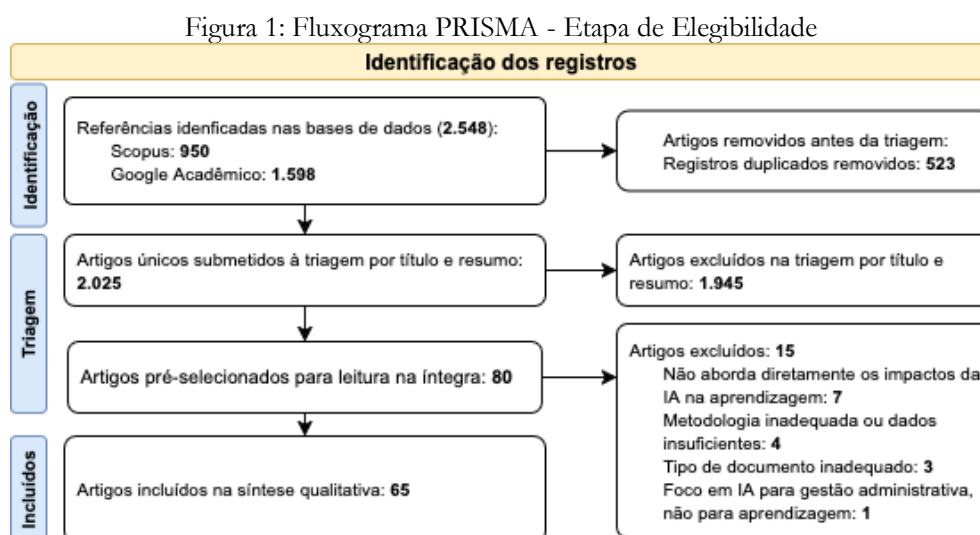 Figura 1: Fluxograma PRISMA - Etapa de Elegibilidade
Identificação dos registros
Identificação
Referências idenficadas nas bases de dados (2.548):
Scopus: 950
Google Acadêmico: 1.598
Artigos removidos antes da triagem:
Registros duplicados removidos: 523
Triagem
Artigos únicos submetidos à triagem por título e resumo:
2.025
Artigos excluídos na triagem por título e
resumo: 1.945
Artigos pré-selecionados para leitura na íntegra: 80
Artigos excluídos: 15
Não aborda diretamente os impactos da
IA na aprendizagem: 7
Metodologia inadequada ou dados
insuficientes: 4
Tipo de documento inadequado: 3
Foco em IA para gestão administrativa,
não para aprendizagem: 1
Incluídos
Artigos incluídos na síntese qualitativa: 65